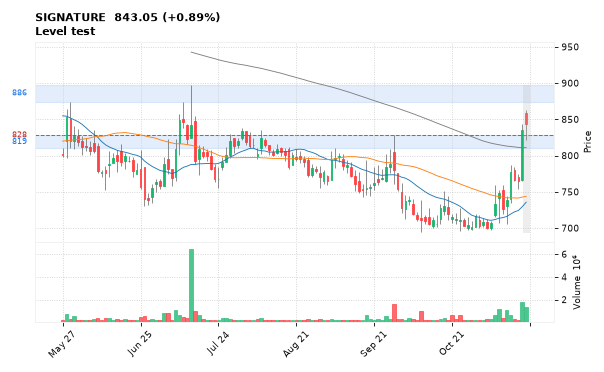 SIGNATURE 843.05 (+0.89%)
Level test
950
900
850
800
750
700
Price
886
828
819
6
4
2
Volume 10⁶
May 27
Jun 25
Jul 24
Aug 21
Sep 21
Oct 21